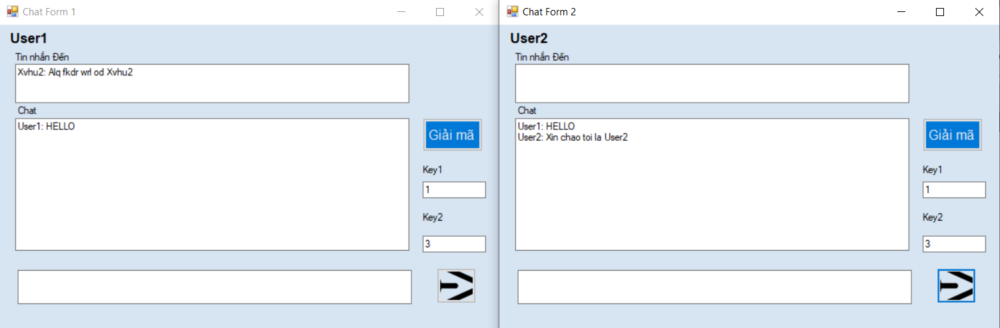 Chat Form 1
User1
Tin nhắn Đến
Xvhu2: Alq fkdr wrl od Xvhu2
Chat
User1: HELLO
Giải mã
Key1
1
Key2
3
Chat Form 2
User2
Tin nhắn Đến
Chat
User1: HELLO
User2: Xin chao toi la User2
Giải mã
Key1
1
Key2
3